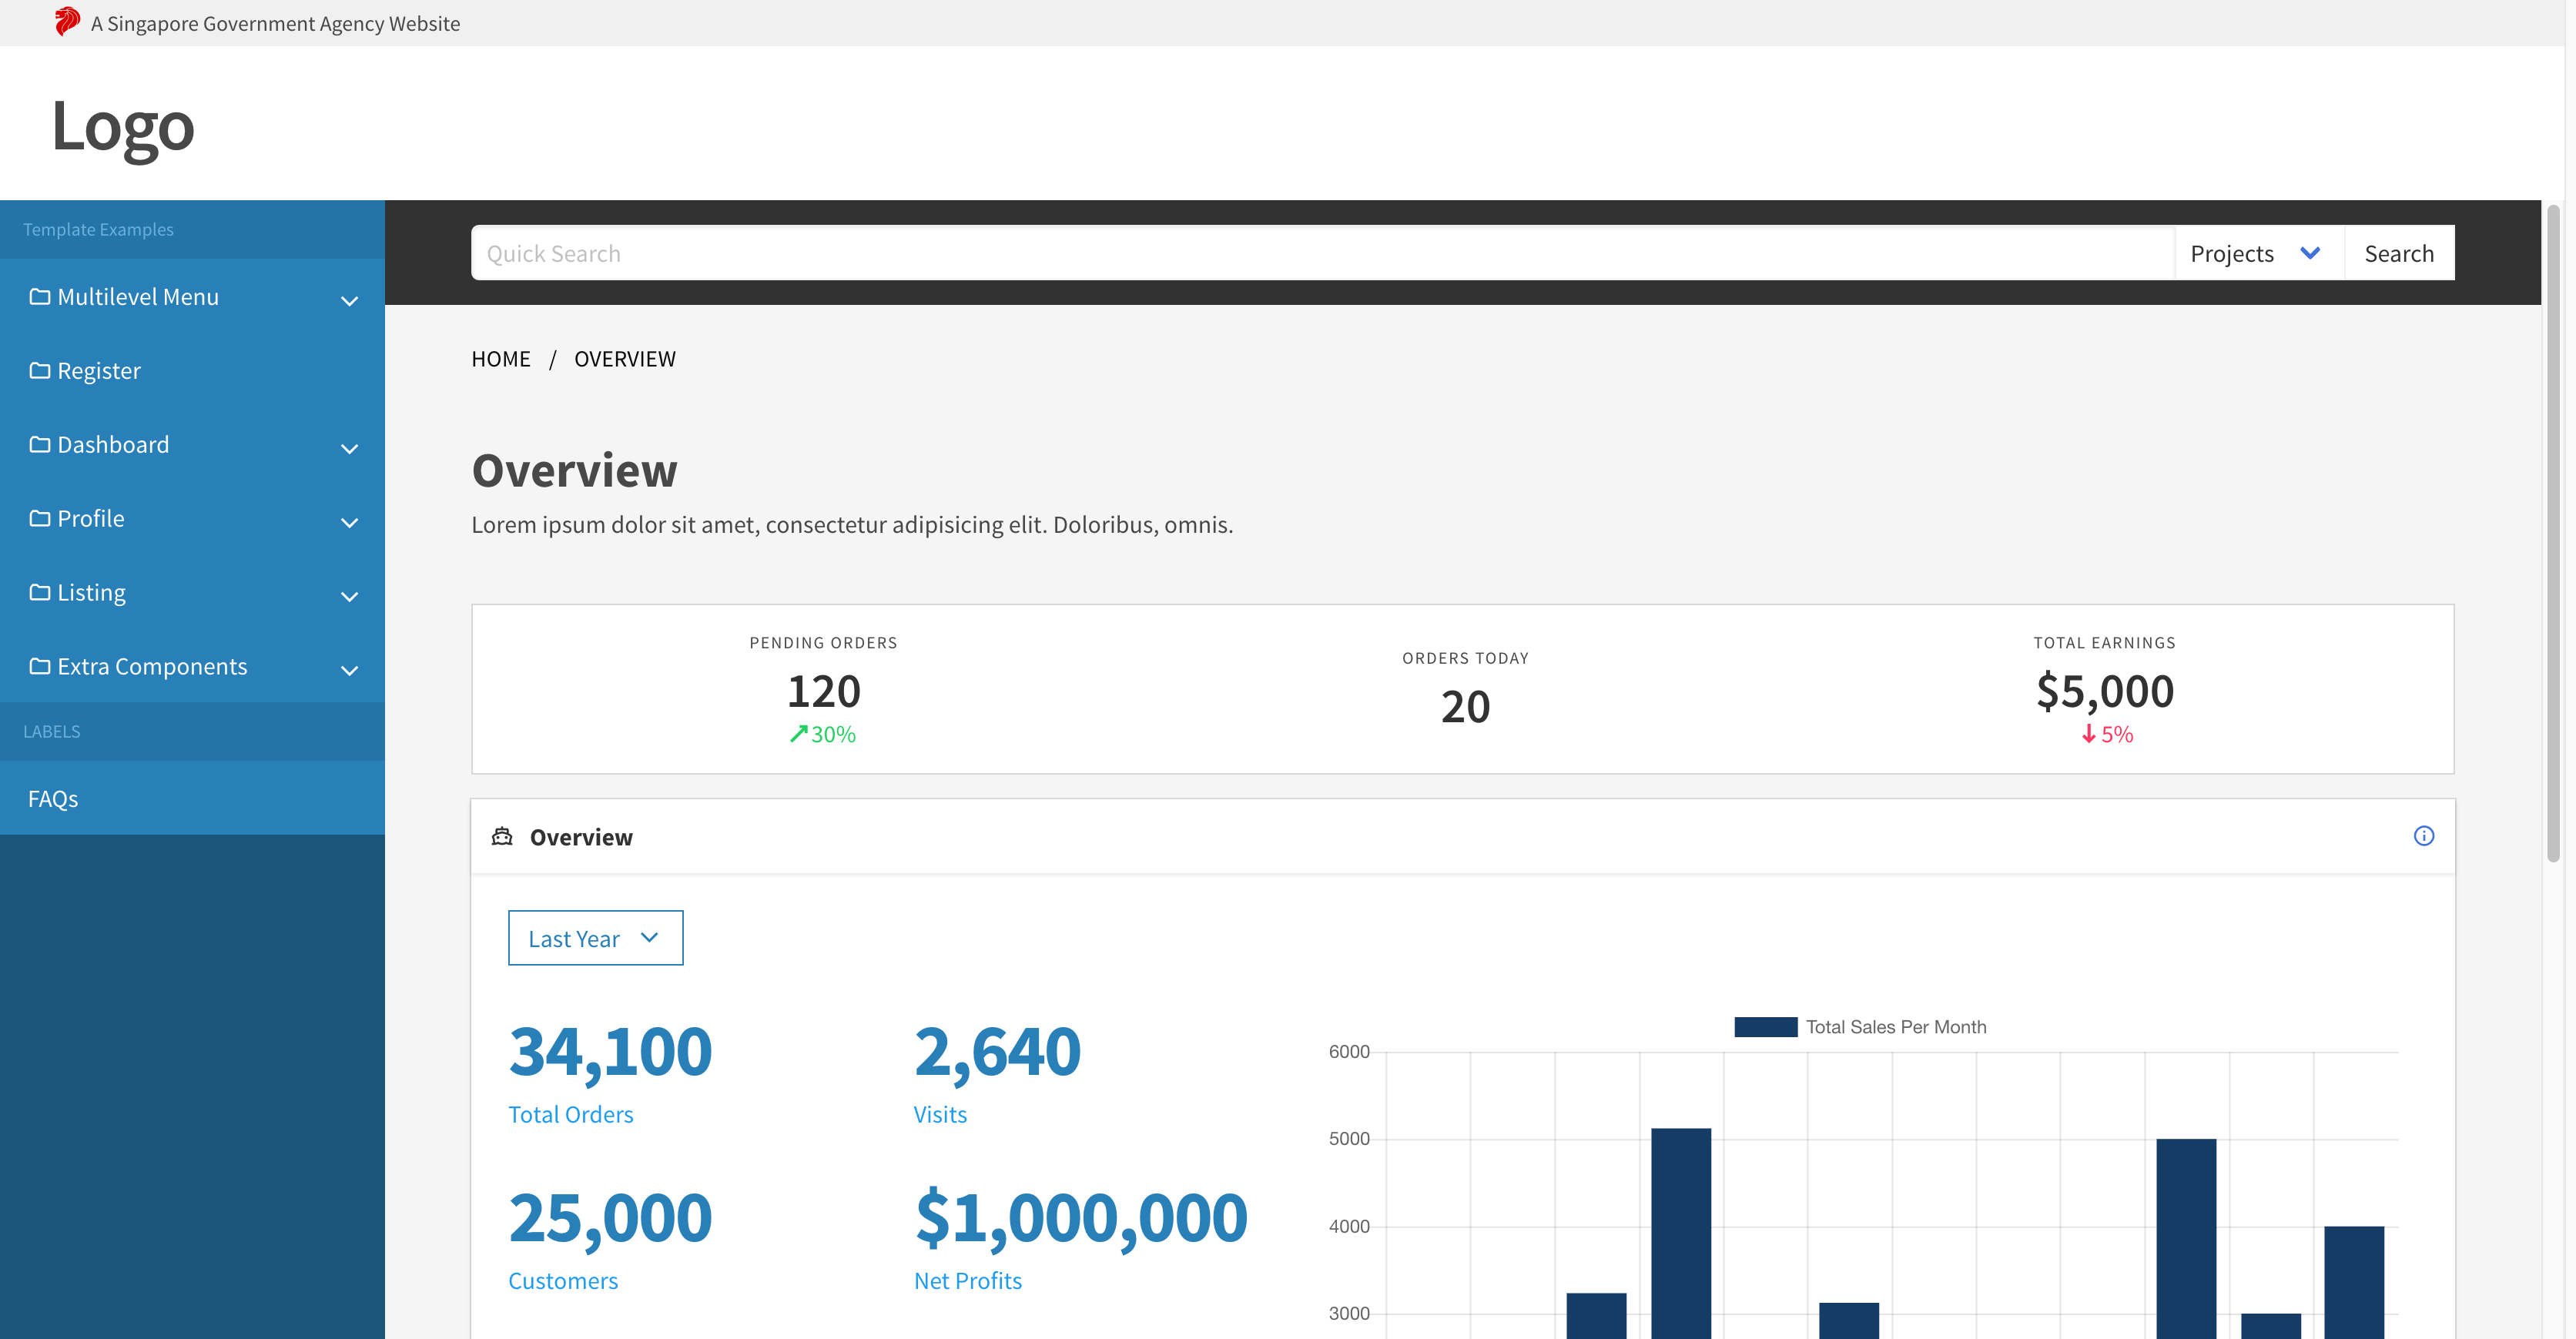 A Singapore Government Agency Website
Logo
Template Examples
Multilevel Menu
Register
Dashboard
Profile
Listing
Extra Components
LABELS
FAQs
Quick Search
Projects
Search
HOME / OVERVIEW
Overview
Lorem ipsum dolor sit amet, consectetur adipisicing elit. Doloribus, omnis.
PENDING ORDERS
120
30%
ORDERS TODAY
20
TOTAL EARNINGS
$5,000
5%
Overview
Last Year
34,100
Total Orders
2,640
Visits
25,000
Customers
$1,000,000
Net Profits
Total Sales Per Month
6000
5000
4000
3000